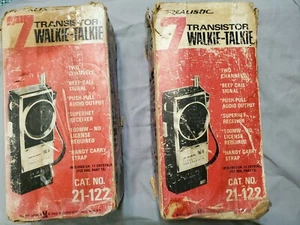 7 TRANSISTOR
WALKIE-TALKIE
TWO
CHANNELS
"BEEP" CALL
SIGNAL
PUSH PULL
AUDIO OUTPUT
SUPERHET
RECEIVER
100MW - NO
LICENSE
REQUIRED
HANDY CARRY
STRAP
CAT. NO.
21-122
REALISTIC
7 TRANSISTOR
WALKIE-TALKIE
TWO
CHANNELS
"BEEP" CALL
SIGNAL
PUSH PULL
AUDIO OUTPUT
SUPERHET
RECEIVER
100MW - NO
LICENSE
REQUIRED
HANDY CARRY
STRAP
CAT. NO.
21-122